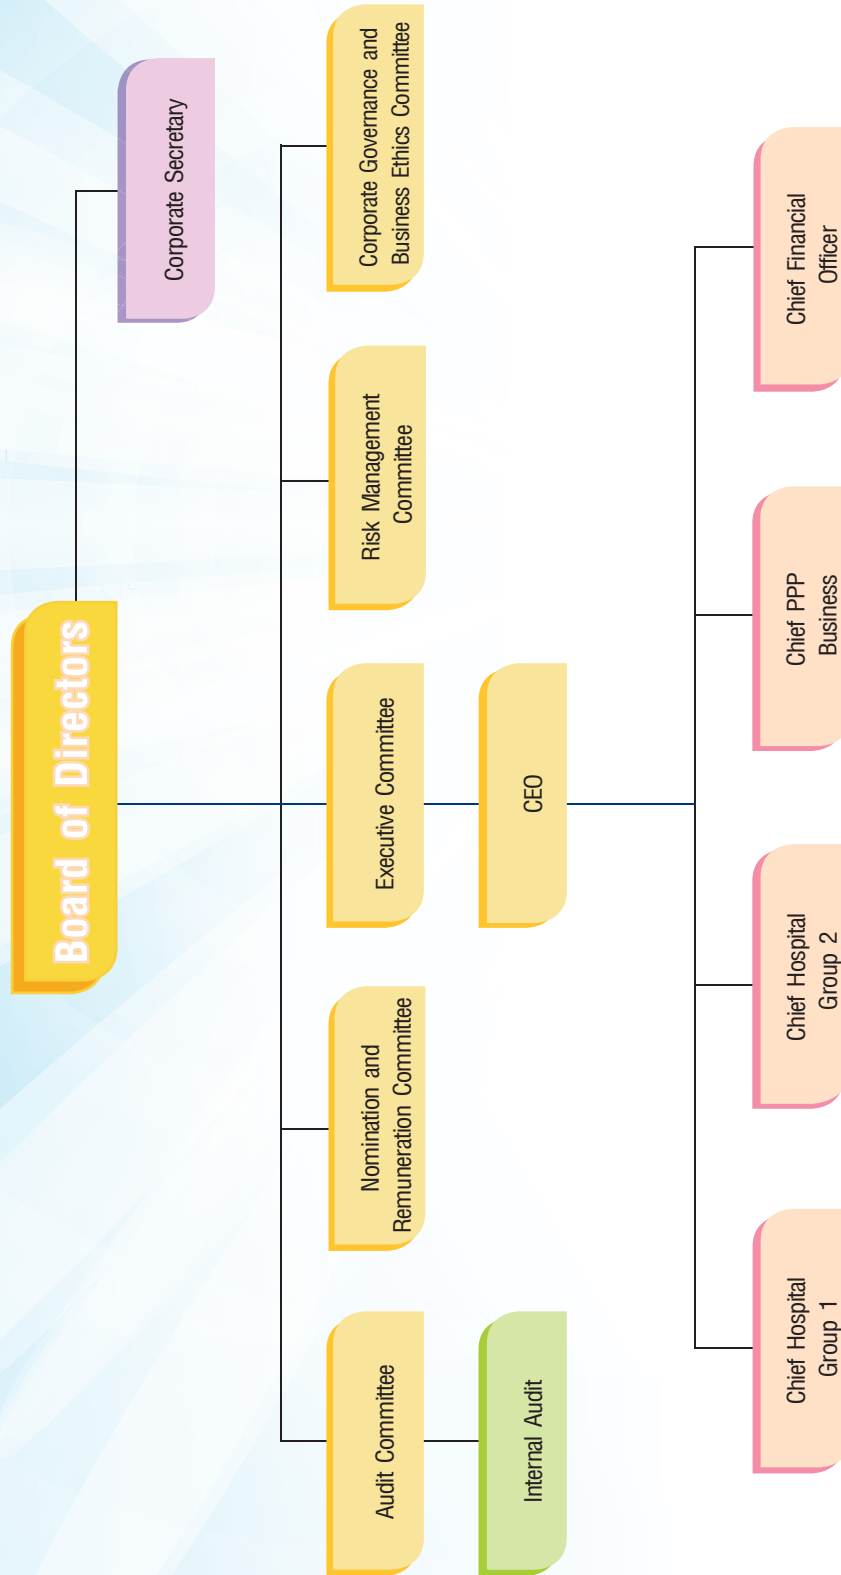 Board of Directors
Corporate Secretary
Audit Committee
Nomination and
Remuneration Committee
Executive Committee
Risk Management
Committee
Corporate Governance and
Business Ethics Committee
Internal Audit
CEO
Chief Hospital
Group 1
Chief Hospital
Group 2
Chief PPP
Business
Chief Financial
Officer